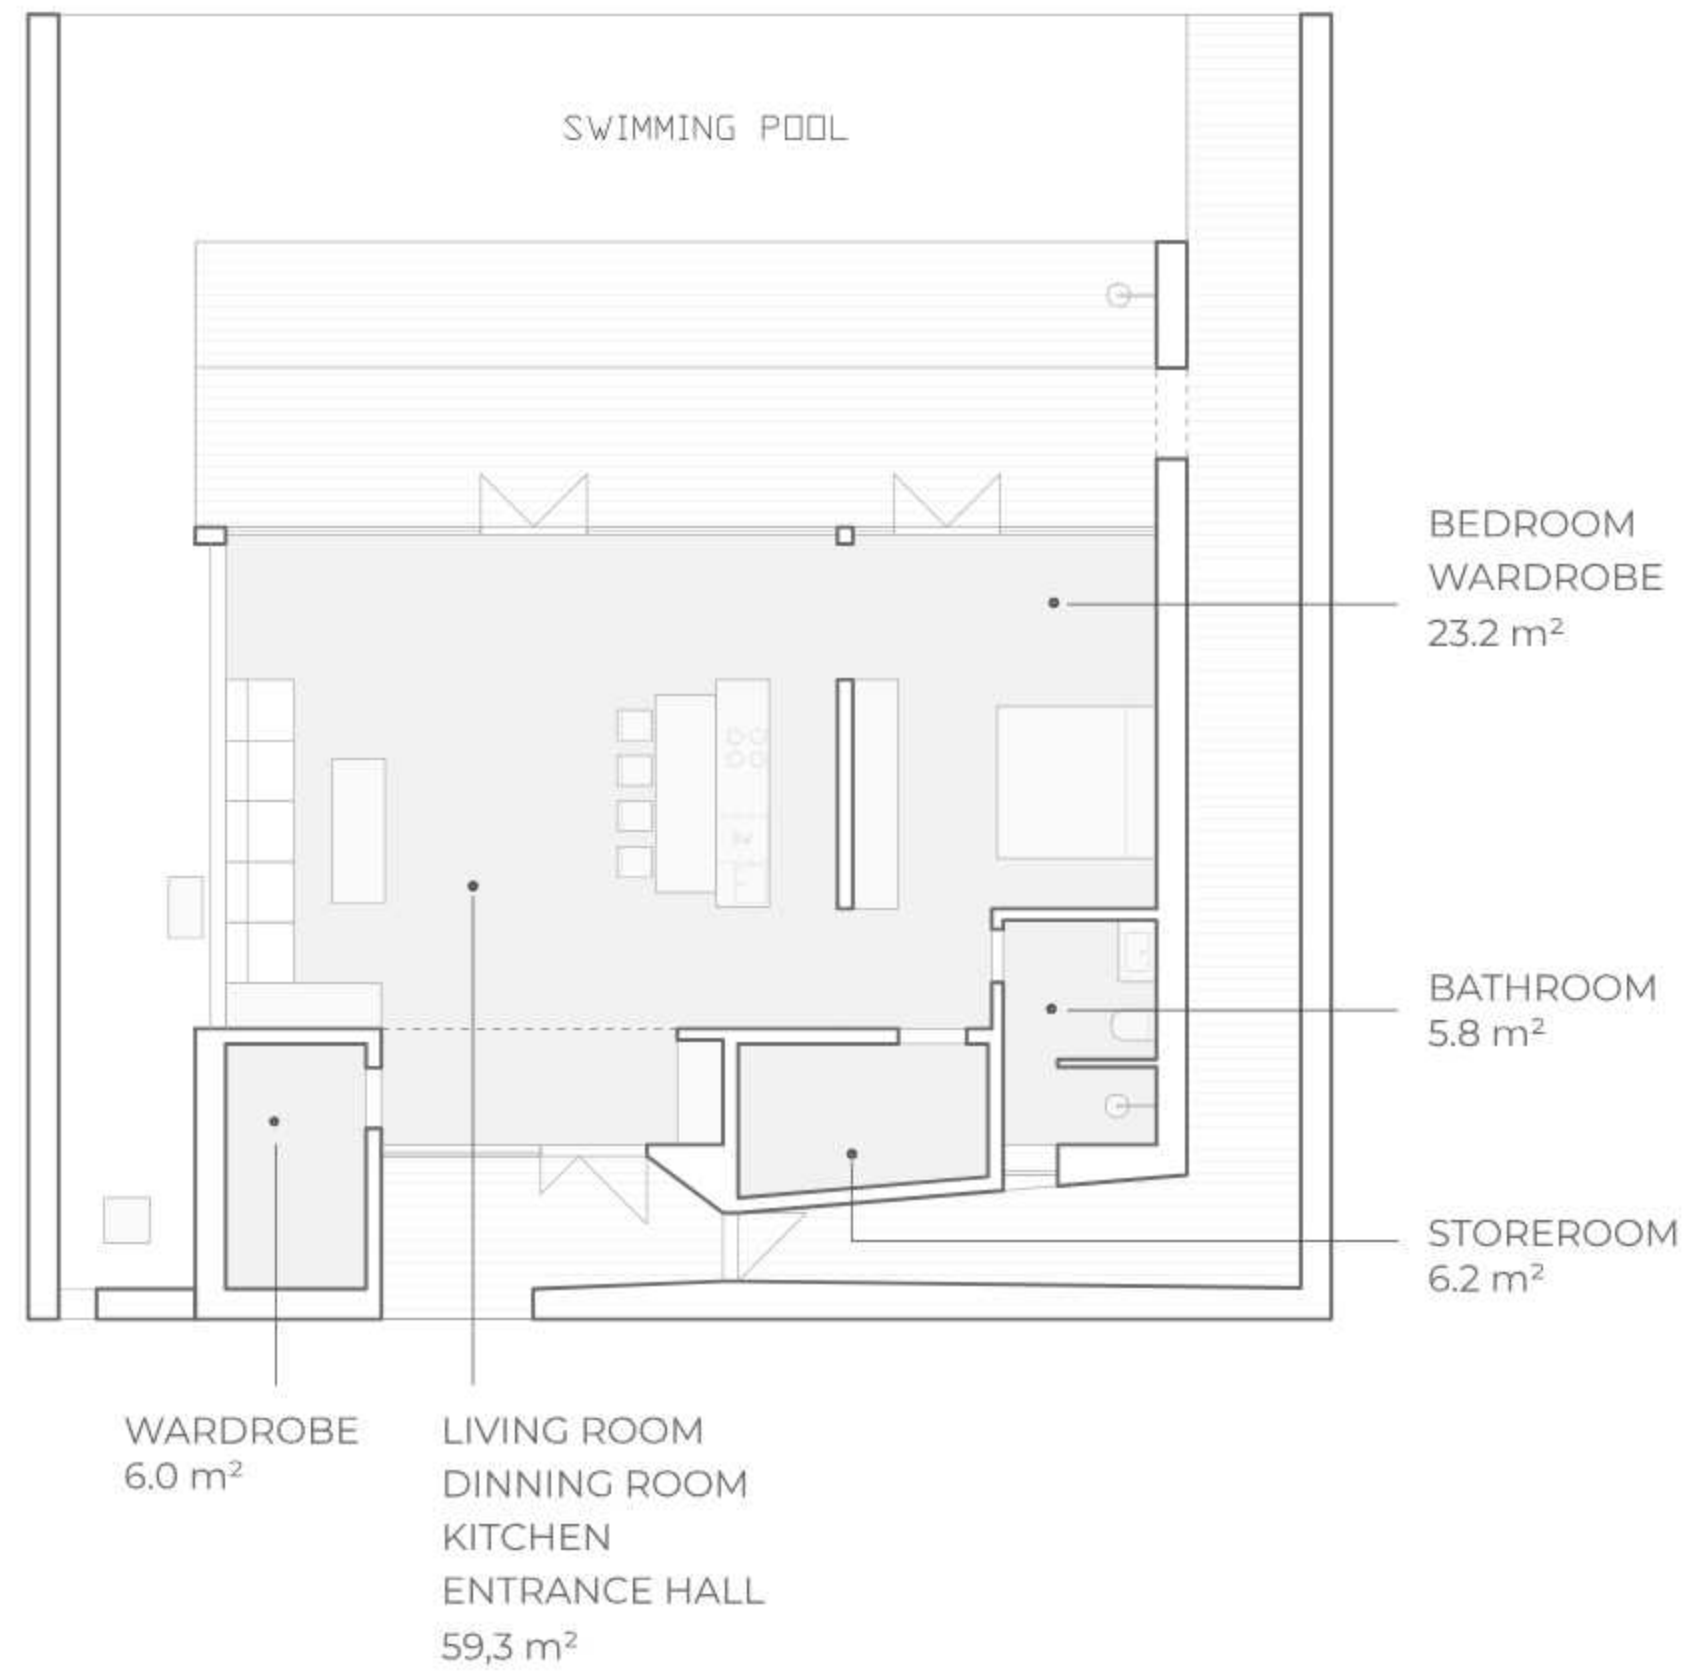 SWIMMING POOL
BEDROOM
WARDROBE
23.2 m²
BATHROOM
5.8 m²
STOREROOM
6.2 m²
WARDROBE
6.0 m²
LIVING ROOM
DINNING ROOM
KITCHEN
ENTRANCE HALL
59,3 m²